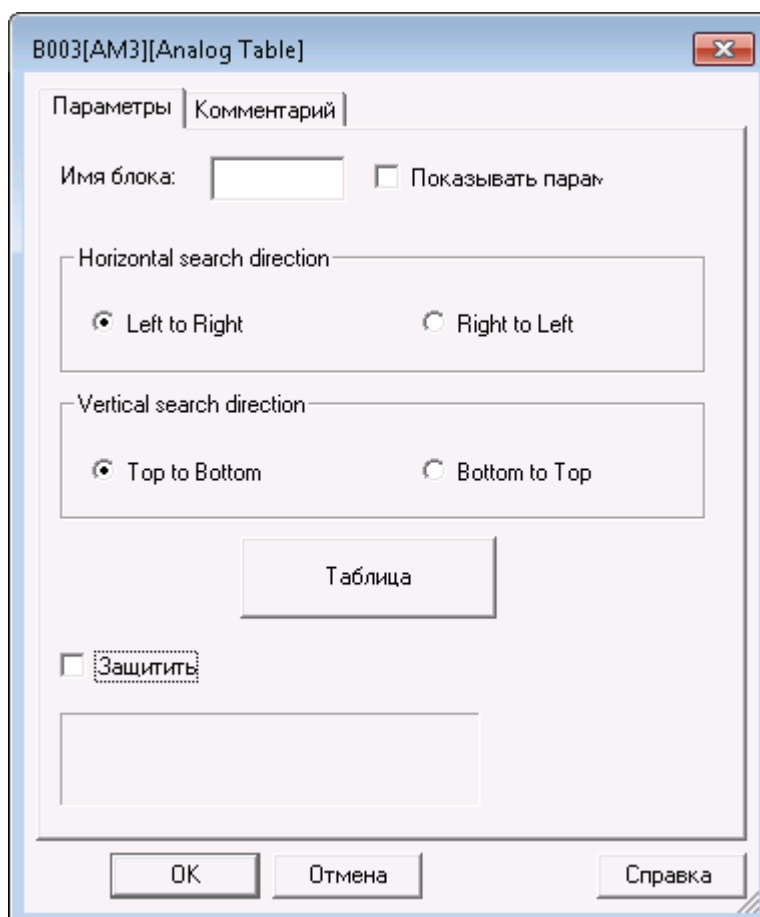 B003[AM3][Analog Table]
Параметры Комментарий
Имя блока: Показывать парам
Horizontal search direction
Left to Right Right to Left
Vertical search direction
Top to Bottom Bottom to Top
Таблица
Защитить
OK Отмена Справка